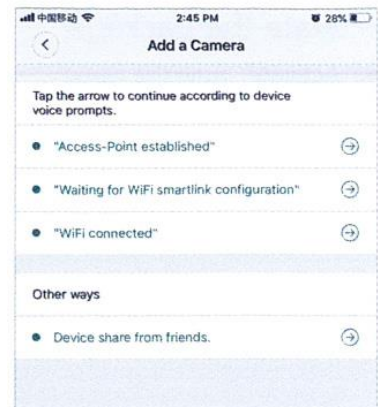 中国移动 2:45 PM 28%
Add a Camera
Tap the arrow to continue according to device
voice prompts.
"Access-Point established"
"Waiting for WiFi smartlink configuration"
"WiFi connected"
Other ways
Device share from friends.